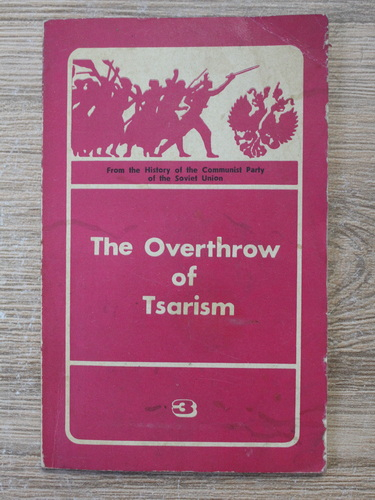 From the History of the Communist Party
of the Soviet Union
The Overthrow
of
Tsarism
3